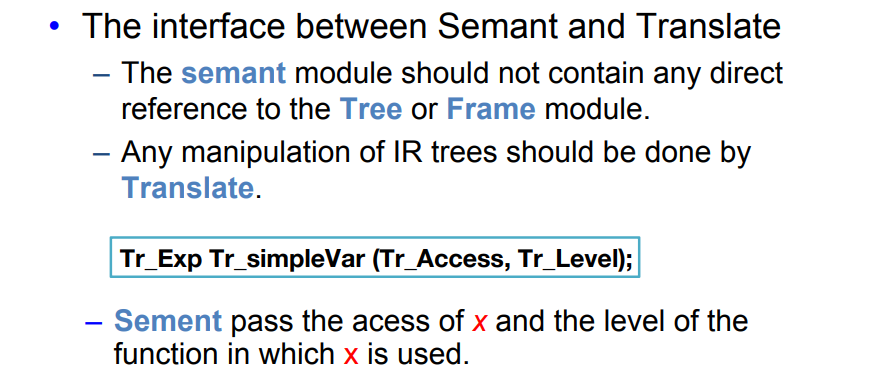 • The interface between Semant and Translate
– The semant module should not contain any direct
reference to the Tree or Frame module.
– Any manipulation of IR trees should be done by
Translate.
Tr_Exp Tr_simpleVar (Tr_Access, Tr_Level);
– Sement pass the acess of x and the level of the
function in which x is used.